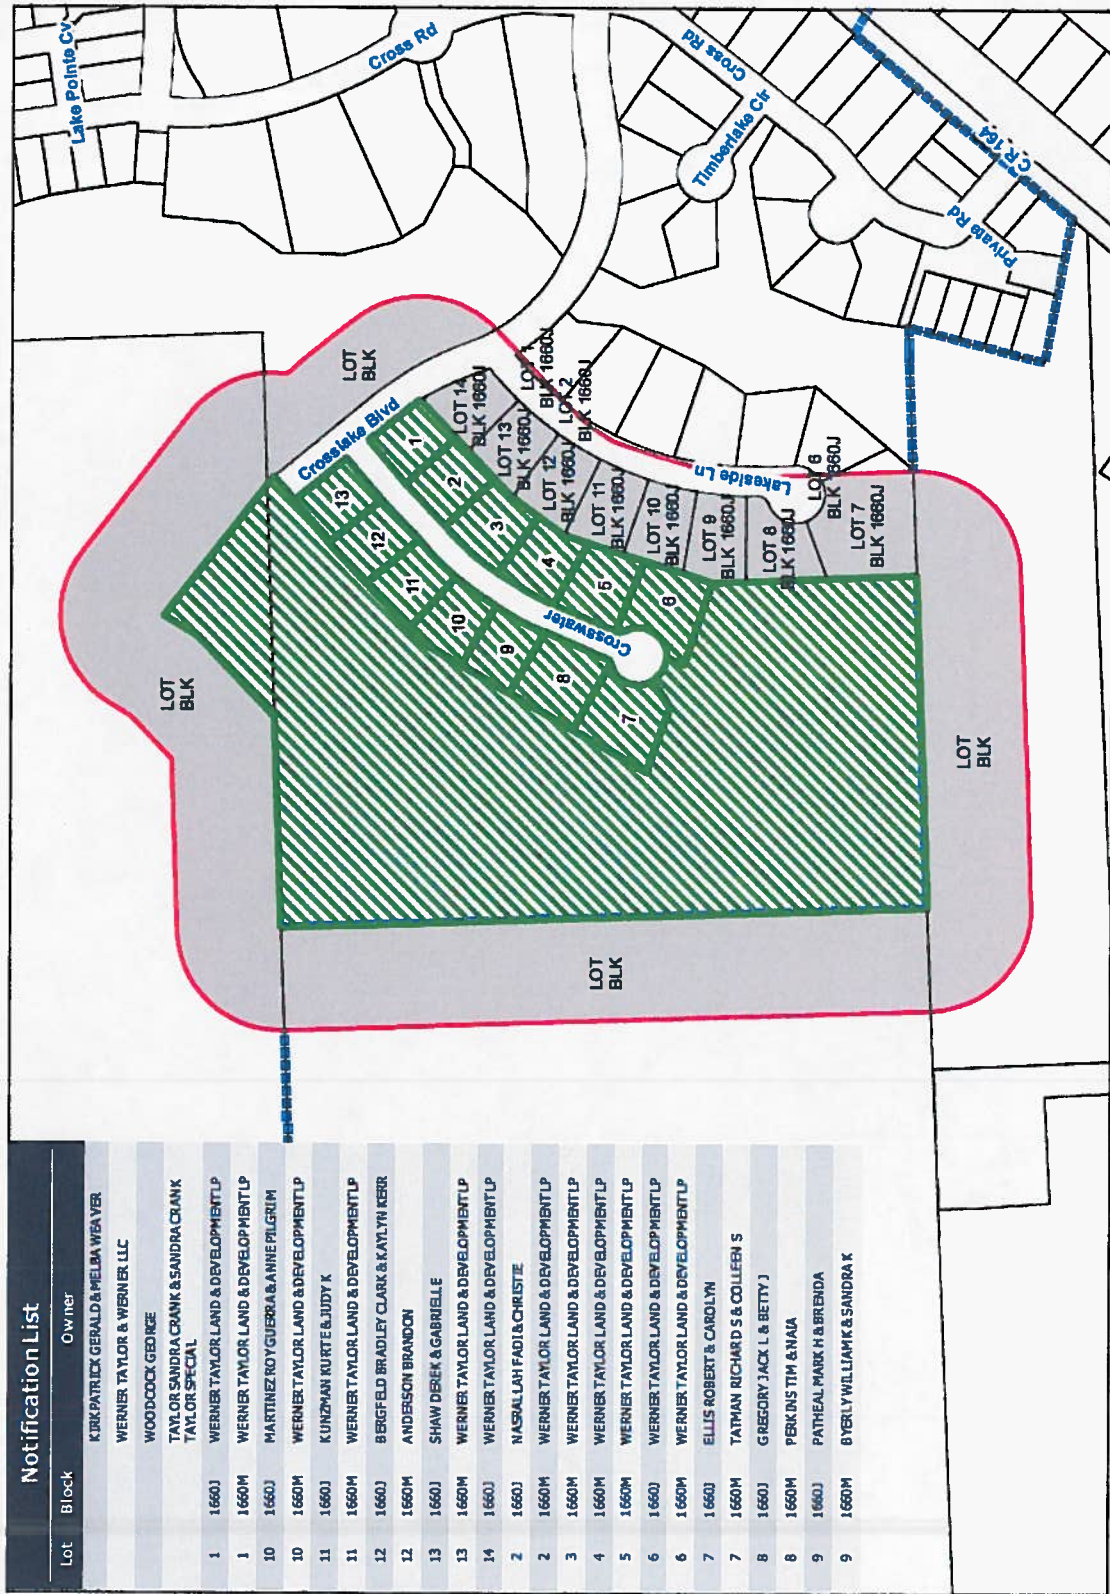 Notification List
Lot Block Owner
KIRKPATRICK GERALD & MELBA WEAVER
WERNER TAYLOR & WERNER LLC
WOODCOCK GEORGE
TAYLOR SANDRA CRANK & SANDRA CRANK
TAYLOR SPECIAL
1 1660J WERNER TAYLOR LAND & DEVELOPMENT LP
1 1660M WERNER TAYLOR LAND & DEVELOPMENT LP
10 1660J MARTINEZ ROY GUERRA & ANNE PILGRIM
10 1660M WERNER TAYLOR LAND & DEVELOPMENT LP
11 1660J KUNZMAN KURT E & JUDY K
11 1660M WERNER TAYLOR LAND & DEVELOPMENT LP
12 1660J BERGFELD BRADLEY CLARK & KAYLYN KERR
12 1660M ANDERSON BRANDON
13 1660J SHAW DEREK & GABRIELLE
13 1660M WERNER TAYLOR LAND & DEVELOPMENT LP
14 1660J WERNER TAYLOR LAND & DEVELOPMENT LP
2 1660J NASRALLAH FADI & CHRISTIE
2 1660M WERNER TAYLOR LAND & DEVELOPMENT LP
3 1660M WERNER TAYLOR LAND & DEVELOPMENT LP
4 1660M WERNER TAYLOR LAND & DEVELOPMENT LP
5 1660M WERNER TAYLOR LAND & DEVELOPMENT LP
6 1660J WERNER TAYLOR LAND & DEVELOPMENT LP
6 1660M WERNER TAYLOR LAND & DEVELOPMENT LP
7 1660J ELLIS ROBERT & CAROLYN
7 1660M TATMAN RICHARD S & COLLEEN S
8 1660J GREGORY JACK L & BETTY J
8 1660M PERKINS TIM & NAIA
9 1660J PATHEAL MARK H & BRENDA
9 1660M BYERLY WILLIAM K & SANDRA K
LOT
BLK
LOT
BLK
LOT
BLK
LOT
BLK
Lake Pointe Cv
Cross Rd
Cross Rd
Timberlake Cir
CR 164
Private Rd
Crosslake Blvd
Lakeside Ln
Crosswater
1
2
3
4
5
6
7
8
9
10
11
12
13
LOT 14
BLK 1660J
LOT 13
BLK 1660J
LOT 12
BLK 1660J
LOT 11
BLK 1660J
LOT 10
BLK 1660J
LOT 9
BLK 1660J
LOT 8
BLK 1660J
LOT 7
BLK 1660J
LOT 6
BLK 1660J
LOT 1
BLK 1660J
LOT 2
BLK 1660J